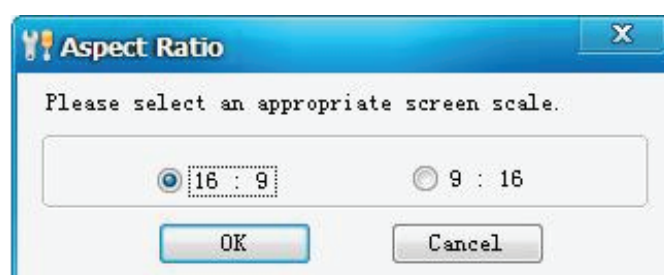 Aspect Ratio
Please select an appropriate screen scale.
16 : 9 9 : 16
OK Cancel